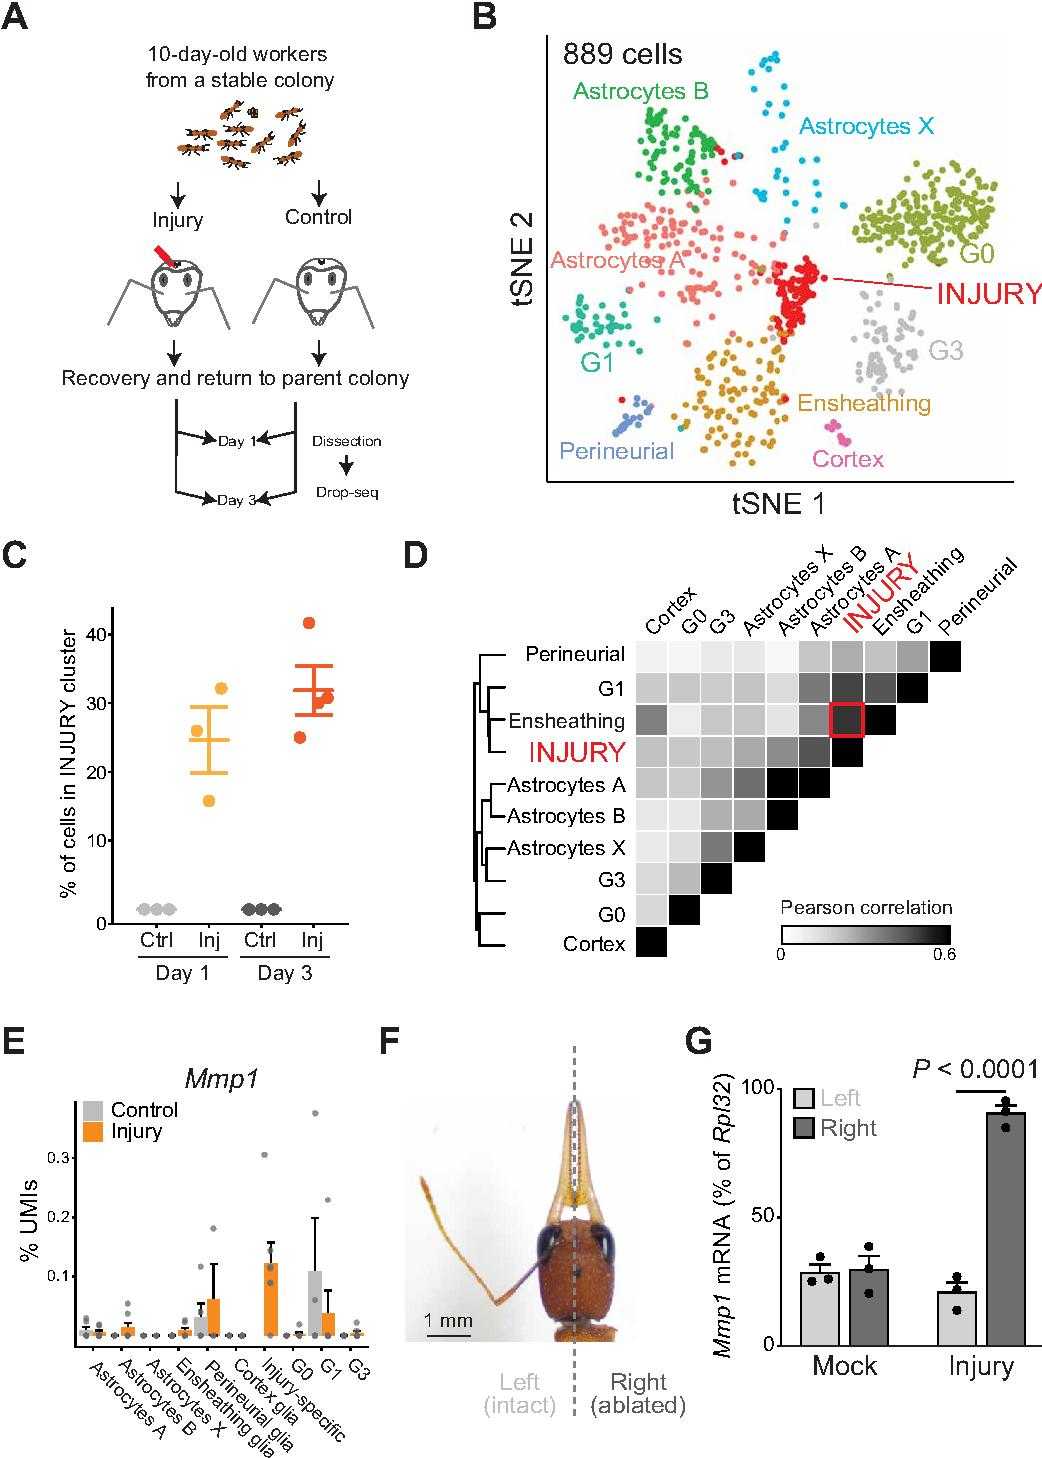 A
10-day-old workers
from a stable colony
Injury
Control
Recovery and return to parent colony
Day 1
Dissection
Day 3
Drop-seq
B
889 cells
Astrocytes B
Astrocytes X
G0
Astrocytes A
INJURY
G1
G3
Ensheathing
Perineurial
Cortex
tSNE 2
tSNE 1
C
% of cells in INJURY cluster
40
30
20
10
0
Ctrl
Inj
Ctrl
Inj
Day 1
Day 3
D
Cortex
G0
G3
Astrocytes X
Astrocytes B
Astrocytes A
INJURY
Ensheathing
G1
Perineurial
Perineurial
G1
Ensheathing
INJURY
Astrocytes A
Astrocytes B
Astrocytes X
G3
G0
Cortex
Pearson correlation
0
0.6
E
Mmp1
Control
Injury
% UMIs
0.3
0.2
0.1
Astrocytes A
Astrocytes B
Astrocytes X
Ensheathing glia
Perineurial glia
Cortex glia
Injury-specific
G0
G1
G3
F
1 mm
Left
(intact)
Right
(ablated)
G
P < 0.0001
Left
Right
Mmp1 mRNA (% of Rpl32)
100
50
0
Mock
Injury